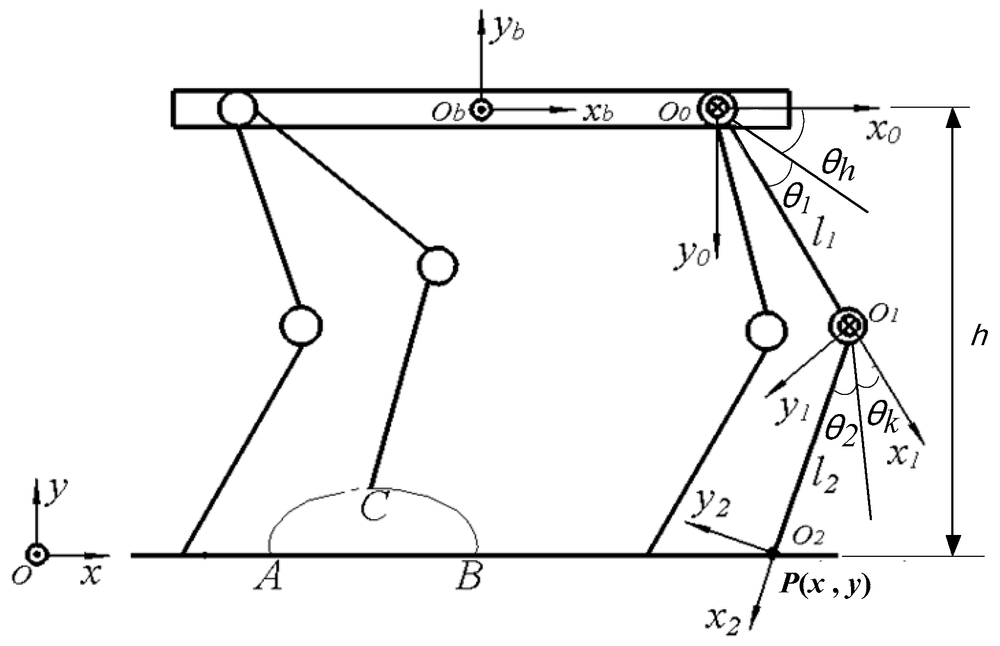 yb
Ob
xb
O0
x0
θh
θ1
l1
y0
O1
h
y1
θ2
θk
x1
l2
y
C
y2
O2
o
x
A
B
P(x , y)
x2